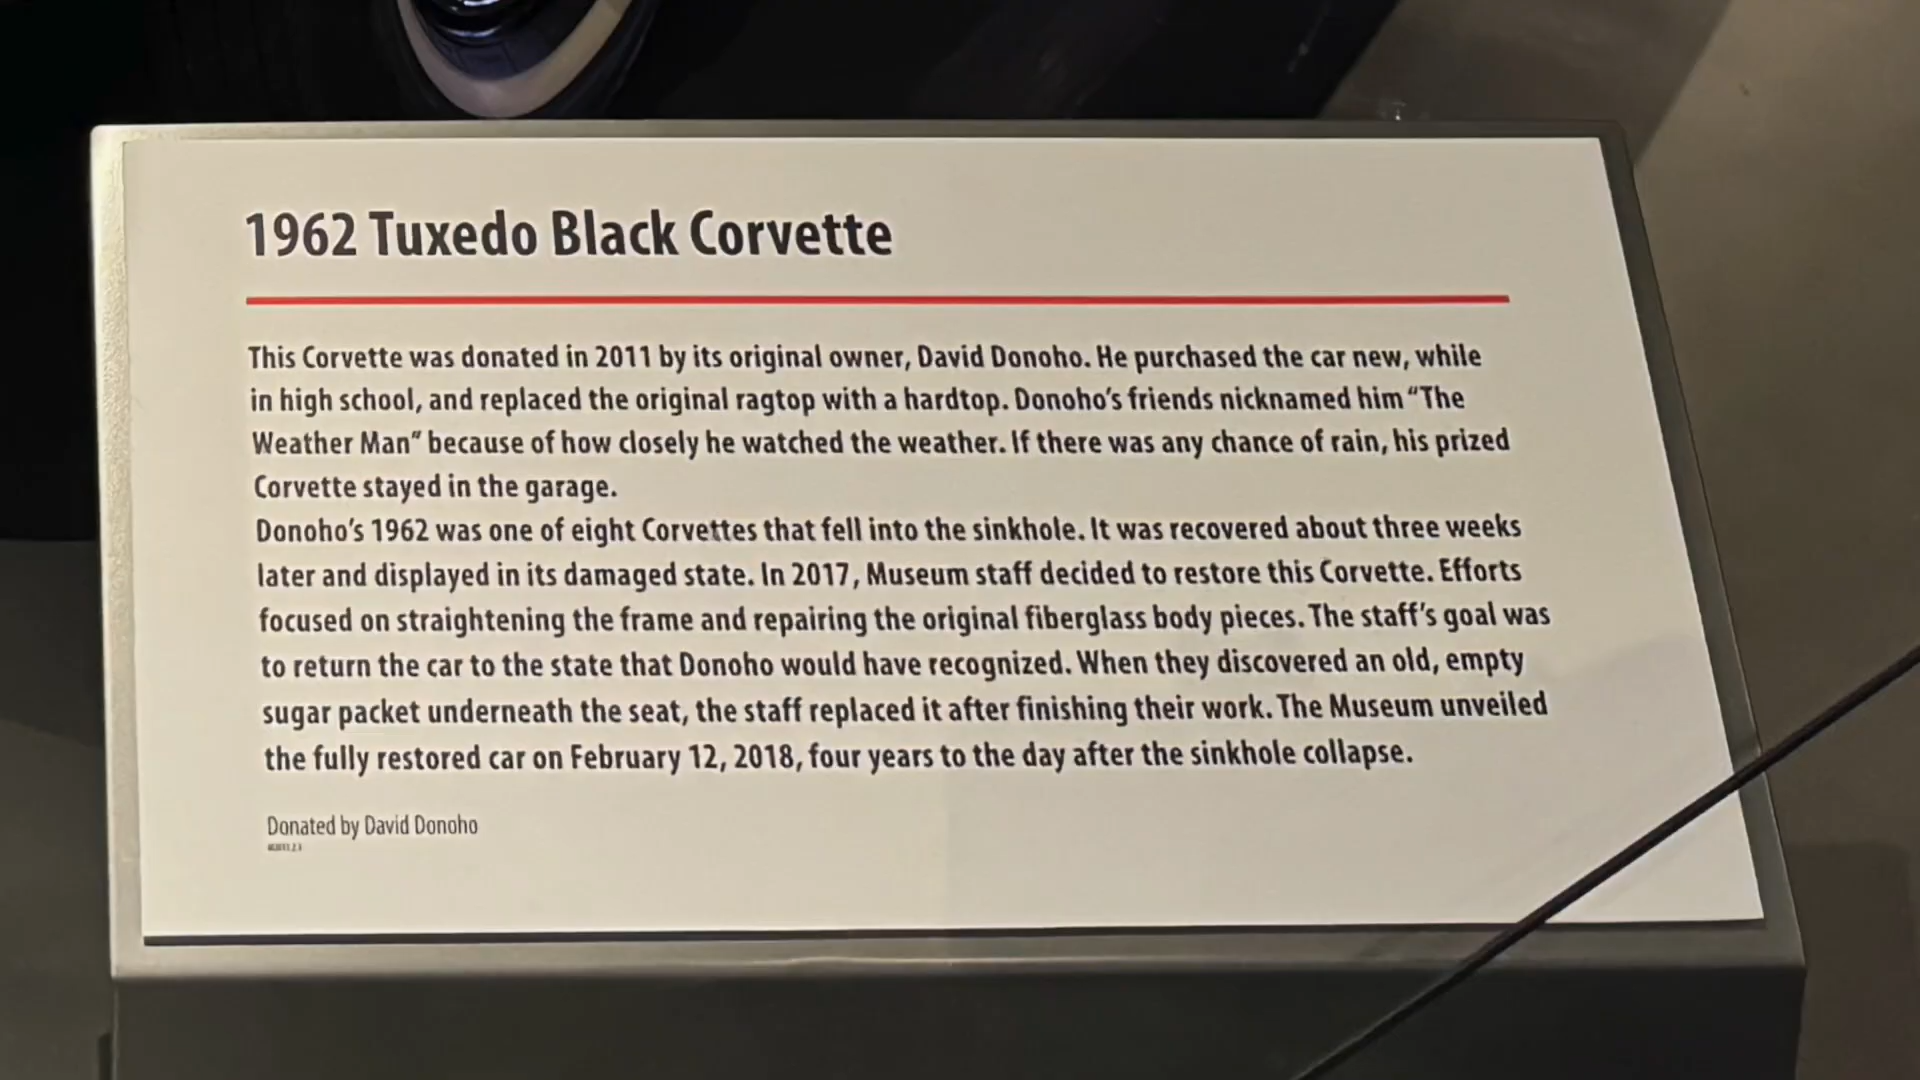 1962 Tuxedo Black Corvette
This Corvette was donated in 2011 by its original owner, David Donoho. He purchased the car new, while
in high school, and replaced the original ragtop with a hardtop. Donoho’s friends nicknamed him “The
Weather Man” because of how closely he watched the weather. If there was any chance of rain, his prized
Corvette stayed in the garage.
Donoho’s 1962 was one of eight Corvettes that fell into the sinkhole. It was recovered about three weeks
later and displayed in its damaged state. In 2017, Museum staff decided to restore this Corvette. Efforts
focused on straightening the frame and repairing the original fiberglass body pieces. The staff’s goal was
to return the car to the state that Donoho would have recognized. When they discovered an old, empty
sugar packet underneath the seat, the staff replaced it after finishing their work. The Museum unveiled
the fully restored car on February 12, 2018, four years to the day after the sinkhole collapse.
Donated by David Donoho